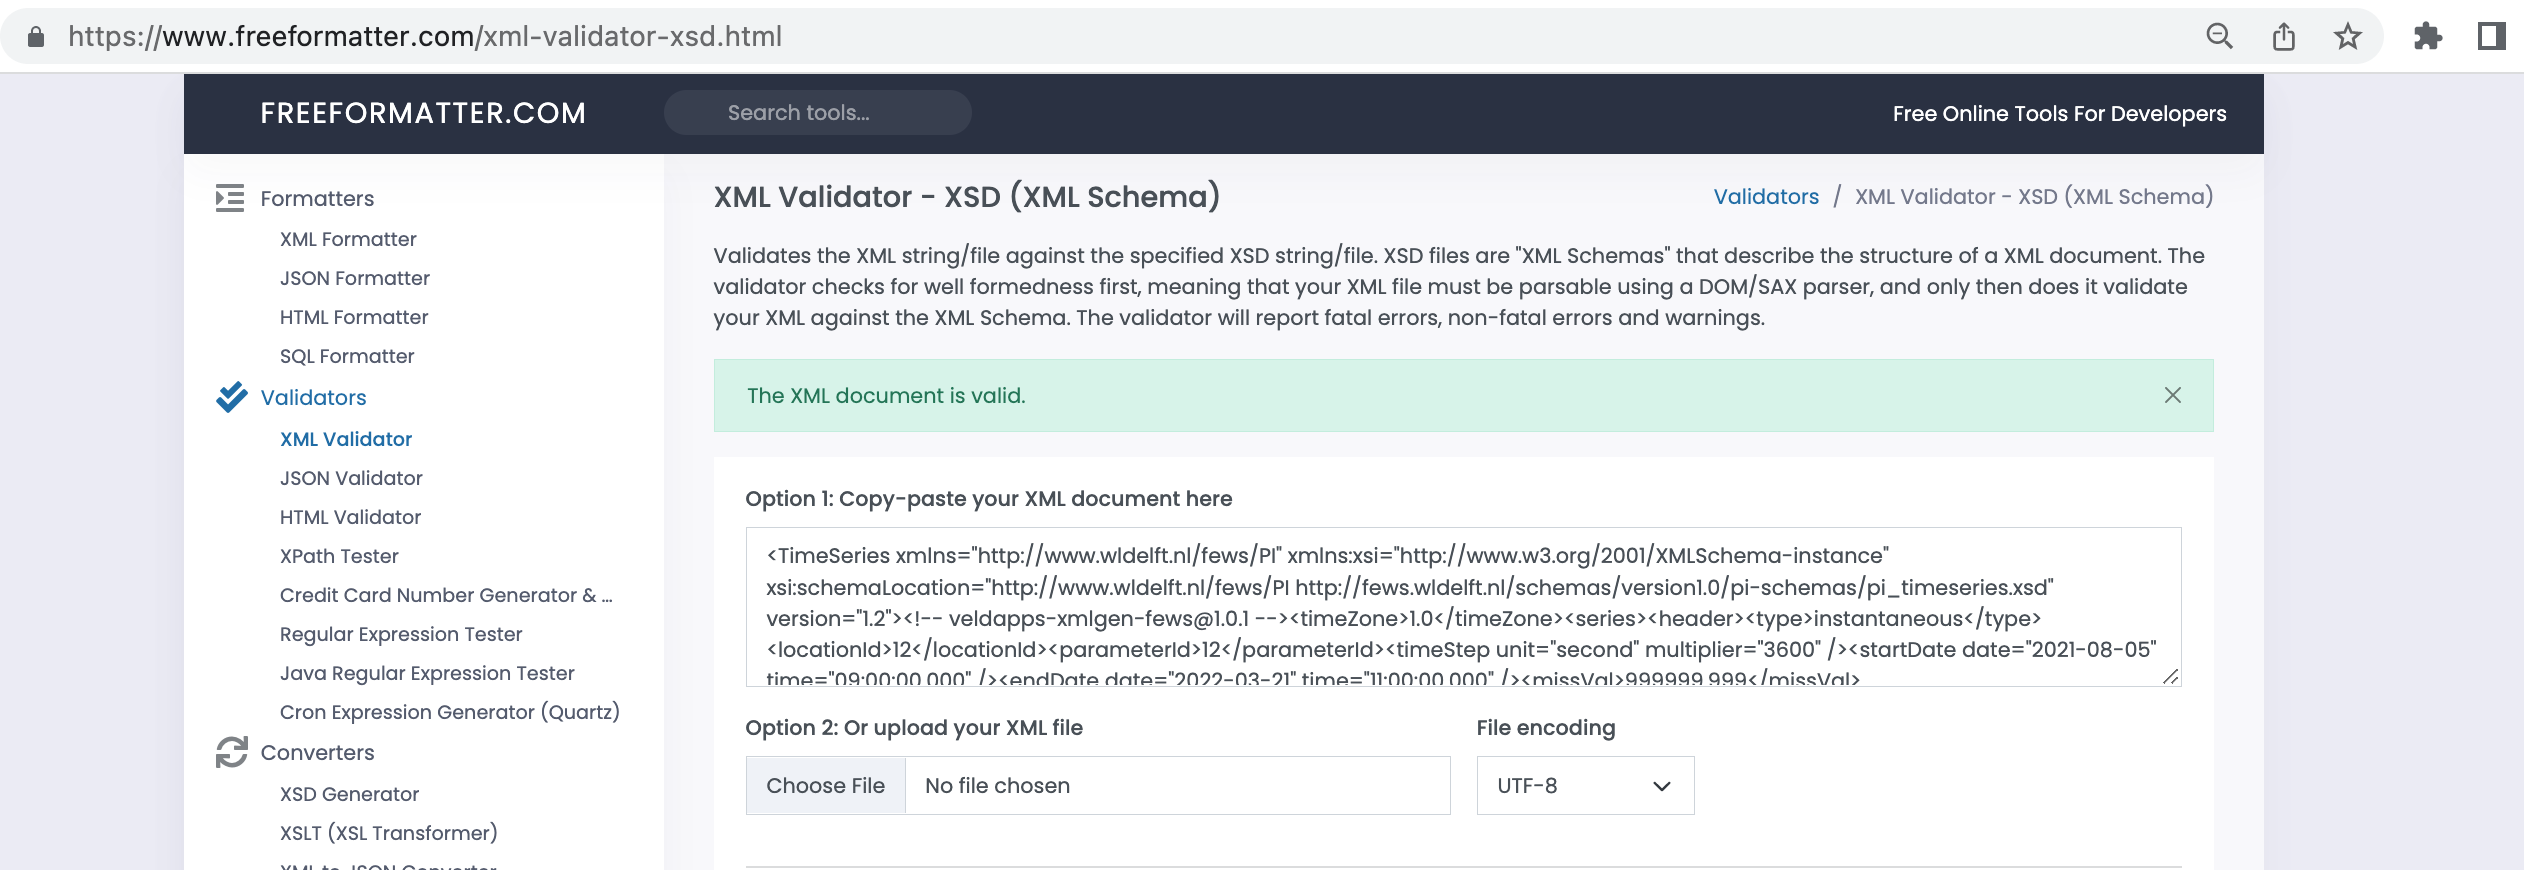 https://www.freeformatter.com/xml-validator-xsd.html
FREEFORMATTER.COM
Search tools...
Free Online Tools For Developers
Formatters
XML Formatter
JSON Formatter
HTML Formatter
SQL Formatter
Validators
XML Validator
JSON Validator
HTML Validator
XPath Tester
Credit Card Number Generator & ...
Regular Expression Tester
Java Regular Expression Tester
Cron Expression Generator (Quartz)
Converters
XSD Generator
XSLT (XSL Transformer)
XML to JSON Converter
XML Validator - XSD (XML Schema)
Validators / XML Validator - XSD (XML Schema)
Validates the XML string/file against the specified XSD string/file. XSD files are "XML Schemas" that describe the structure of a XML document. The
validator checks for well formedness first, meaning that your XML file must be parsable using a DOM/SAX parser, and only then does it validate
your XML against the XML Schema. The validator will report fatal errors, non-fatal errors and warnings.
The XML document is valid.
Option 1: Copy-paste your XML document here
<TimeSeries xmlns="http://www.wldelft.nl/fews/PI" xmlns:xsi="http://www.w3.org/2001/XMLSchema-instance"
xsi:schemaLocation="http://www.wldelft.nl/fews/PI http://fews.wldelft.nl/schemas/version1.0/pi-schemas/pi_timeseries.xsd"
version="1.2"><!-- veldapps-xmlgen-fews@1.0.1 --><timeZone>1.0</timeZone><series><header><type>instantaneous</type>
<locationId>12</locationId><parameterId>12</parameterId><timeStep unit="second" multiplier="3600" /><startDate date="2021-08-05"
time="09:00:00.000" /><endDate date="2022-03-21" time="11:00:00.000" /><missVal>999999.999</missVal>
Option 2: Or upload your XML file
File encoding
Choose File
No file chosen
UTF-8